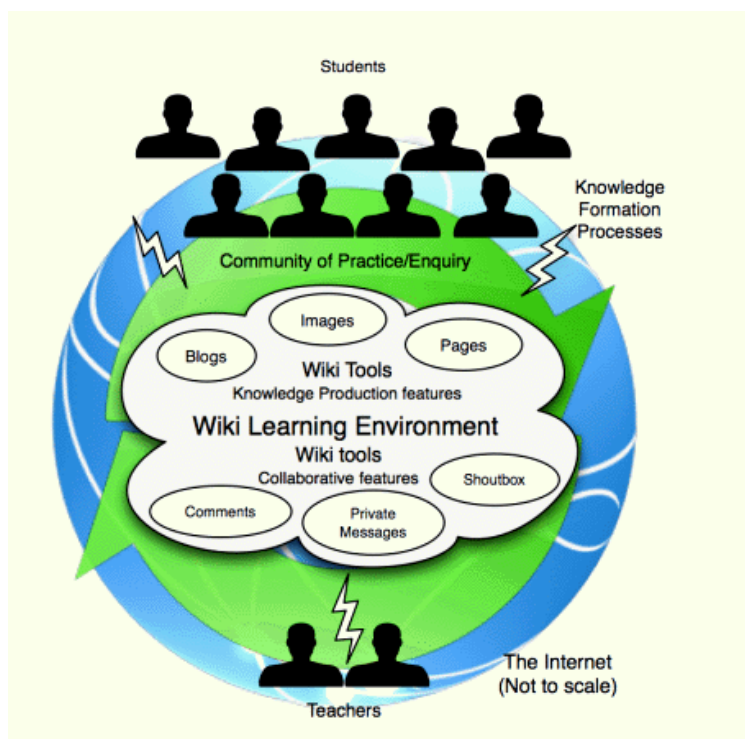 Students
Knowledge
Formation
Processes
Community of Practice/Enquiry
Images
Blogs
Pages
Wiki Tools
Knowledge Production features
Wiki Learning Environment
Wiki tools
Collaborative features
Shoutbox
Comments
Private
Messages
The Internet
(Not to scale)
Teachers